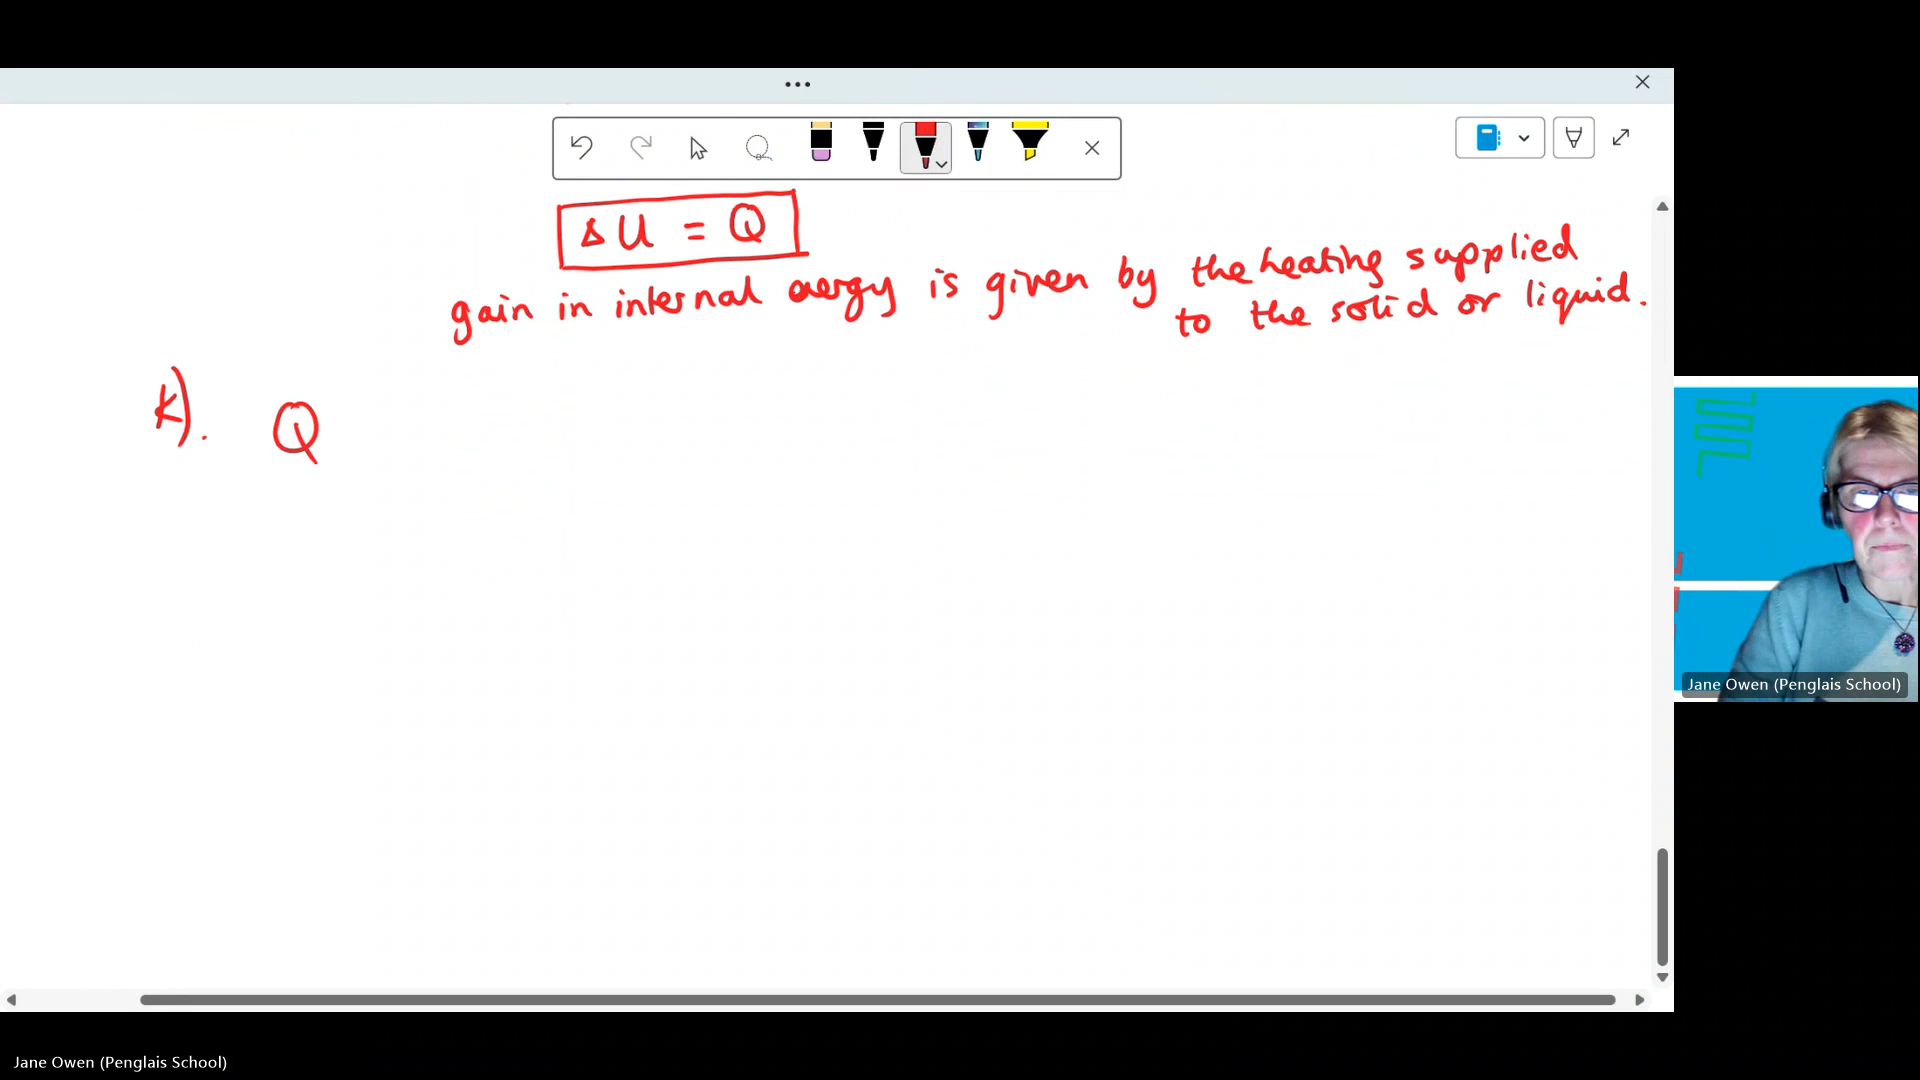 ΔU = Q
gain in internal energy is given by the heating supplied
to the solid or liquid.
k). Q
Jane Owen (Penglais School)
Jane Owen (Penglais School)